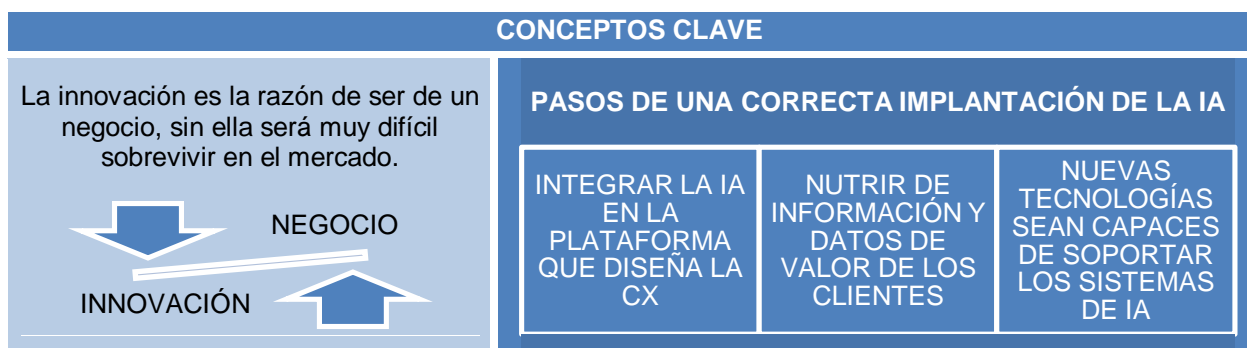 CONCEPTOS CLAVE
La innovación es la razón de ser de un
negocio, sin ella será muy difícil
sobrevivir en el mercado.
NEGOCIO
INNOVACIÓN
PASOS DE UNA CORRECTA IMPLANTACIÓN DE LA IA
INTEGRAR LA IA
EN LA
PLATAFORMA
QUE DISEÑA LA
CX
NUTRIR DE
INFORMACIÓN Y
DATOS DE
VALOR DE LOS
CLIENTES
NUEVAS
TECNOLOGÍAS
SEAN CAPACES
DE SOPORTAR
LOS SISTEMAS
DE IA